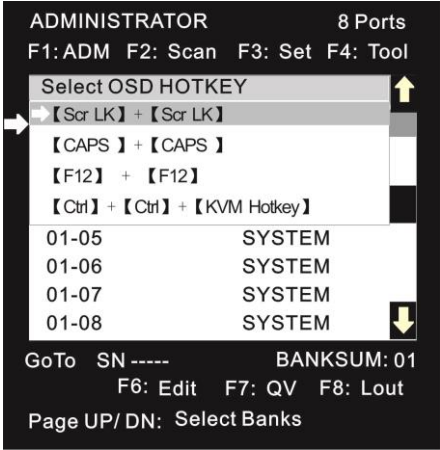 ADMINISTRATOR 8 Ports
F1: ADM F2: Scan F3: Set F4: Tool
Select OSD HOTKEY
【Scr LK】+【Scr LK】
【CAPS 】+【CAPS 】
【F12】 + 【F12】
【Ctrl】+【Ctrl】+【KVM Hotkey】
01-05 SYSTEM
01-06 SYSTEM
01-07 SYSTEM
01-08 SYSTEM
GoTo SN ----- BANKSUM: 01
F6: Edit F7: QV F8: Lout
Page UP/ DN: Select Banks